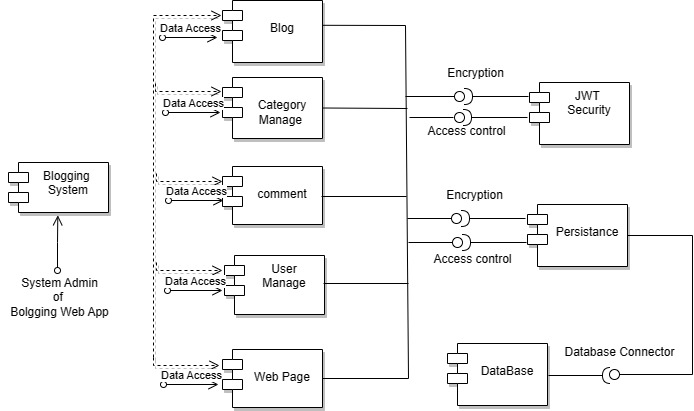 Data Access
Blog
Encryption
JWT
Security
Data Access
Category
Manage
Access control
Blogging
System
Data Access
comment
Encryption
Persistance
Access control
System Admin
of
Bolgging Web App
Data Access
User
Manage
Database Connector
Data Access
Web Page
DataBase